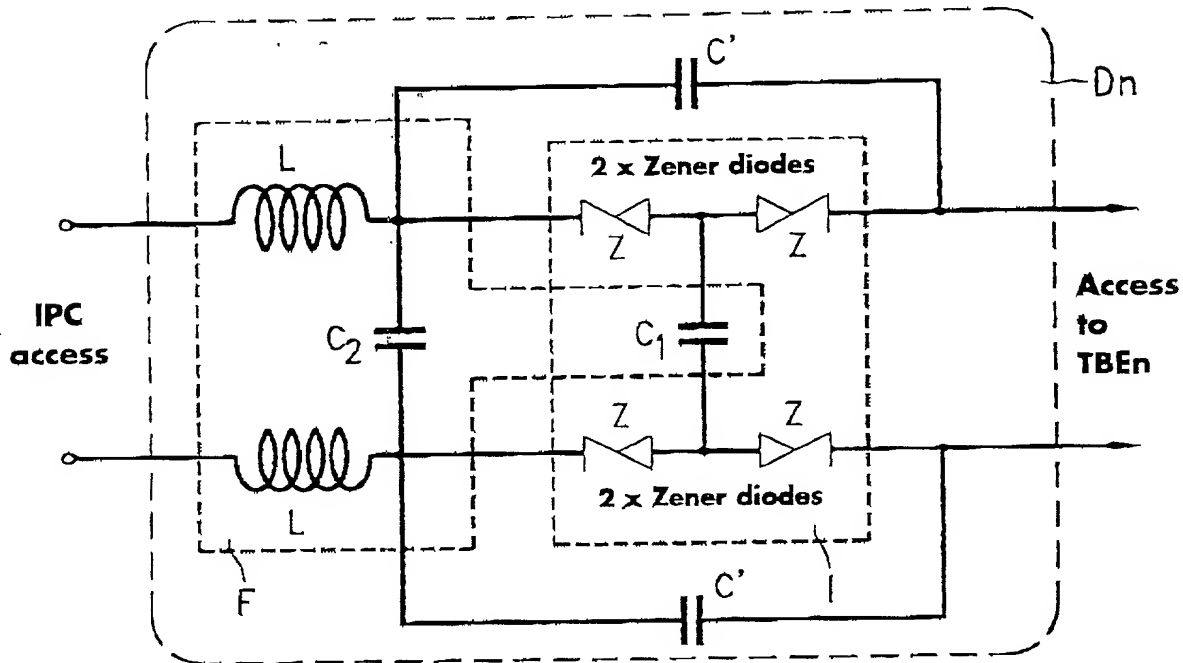 C'
Dn
L
2 x Zener diodes
Z
Z
IPC
access
C2
C1
Access
to
TBEn
Z
Z
2 x Zener diodes
L
F
C'
I